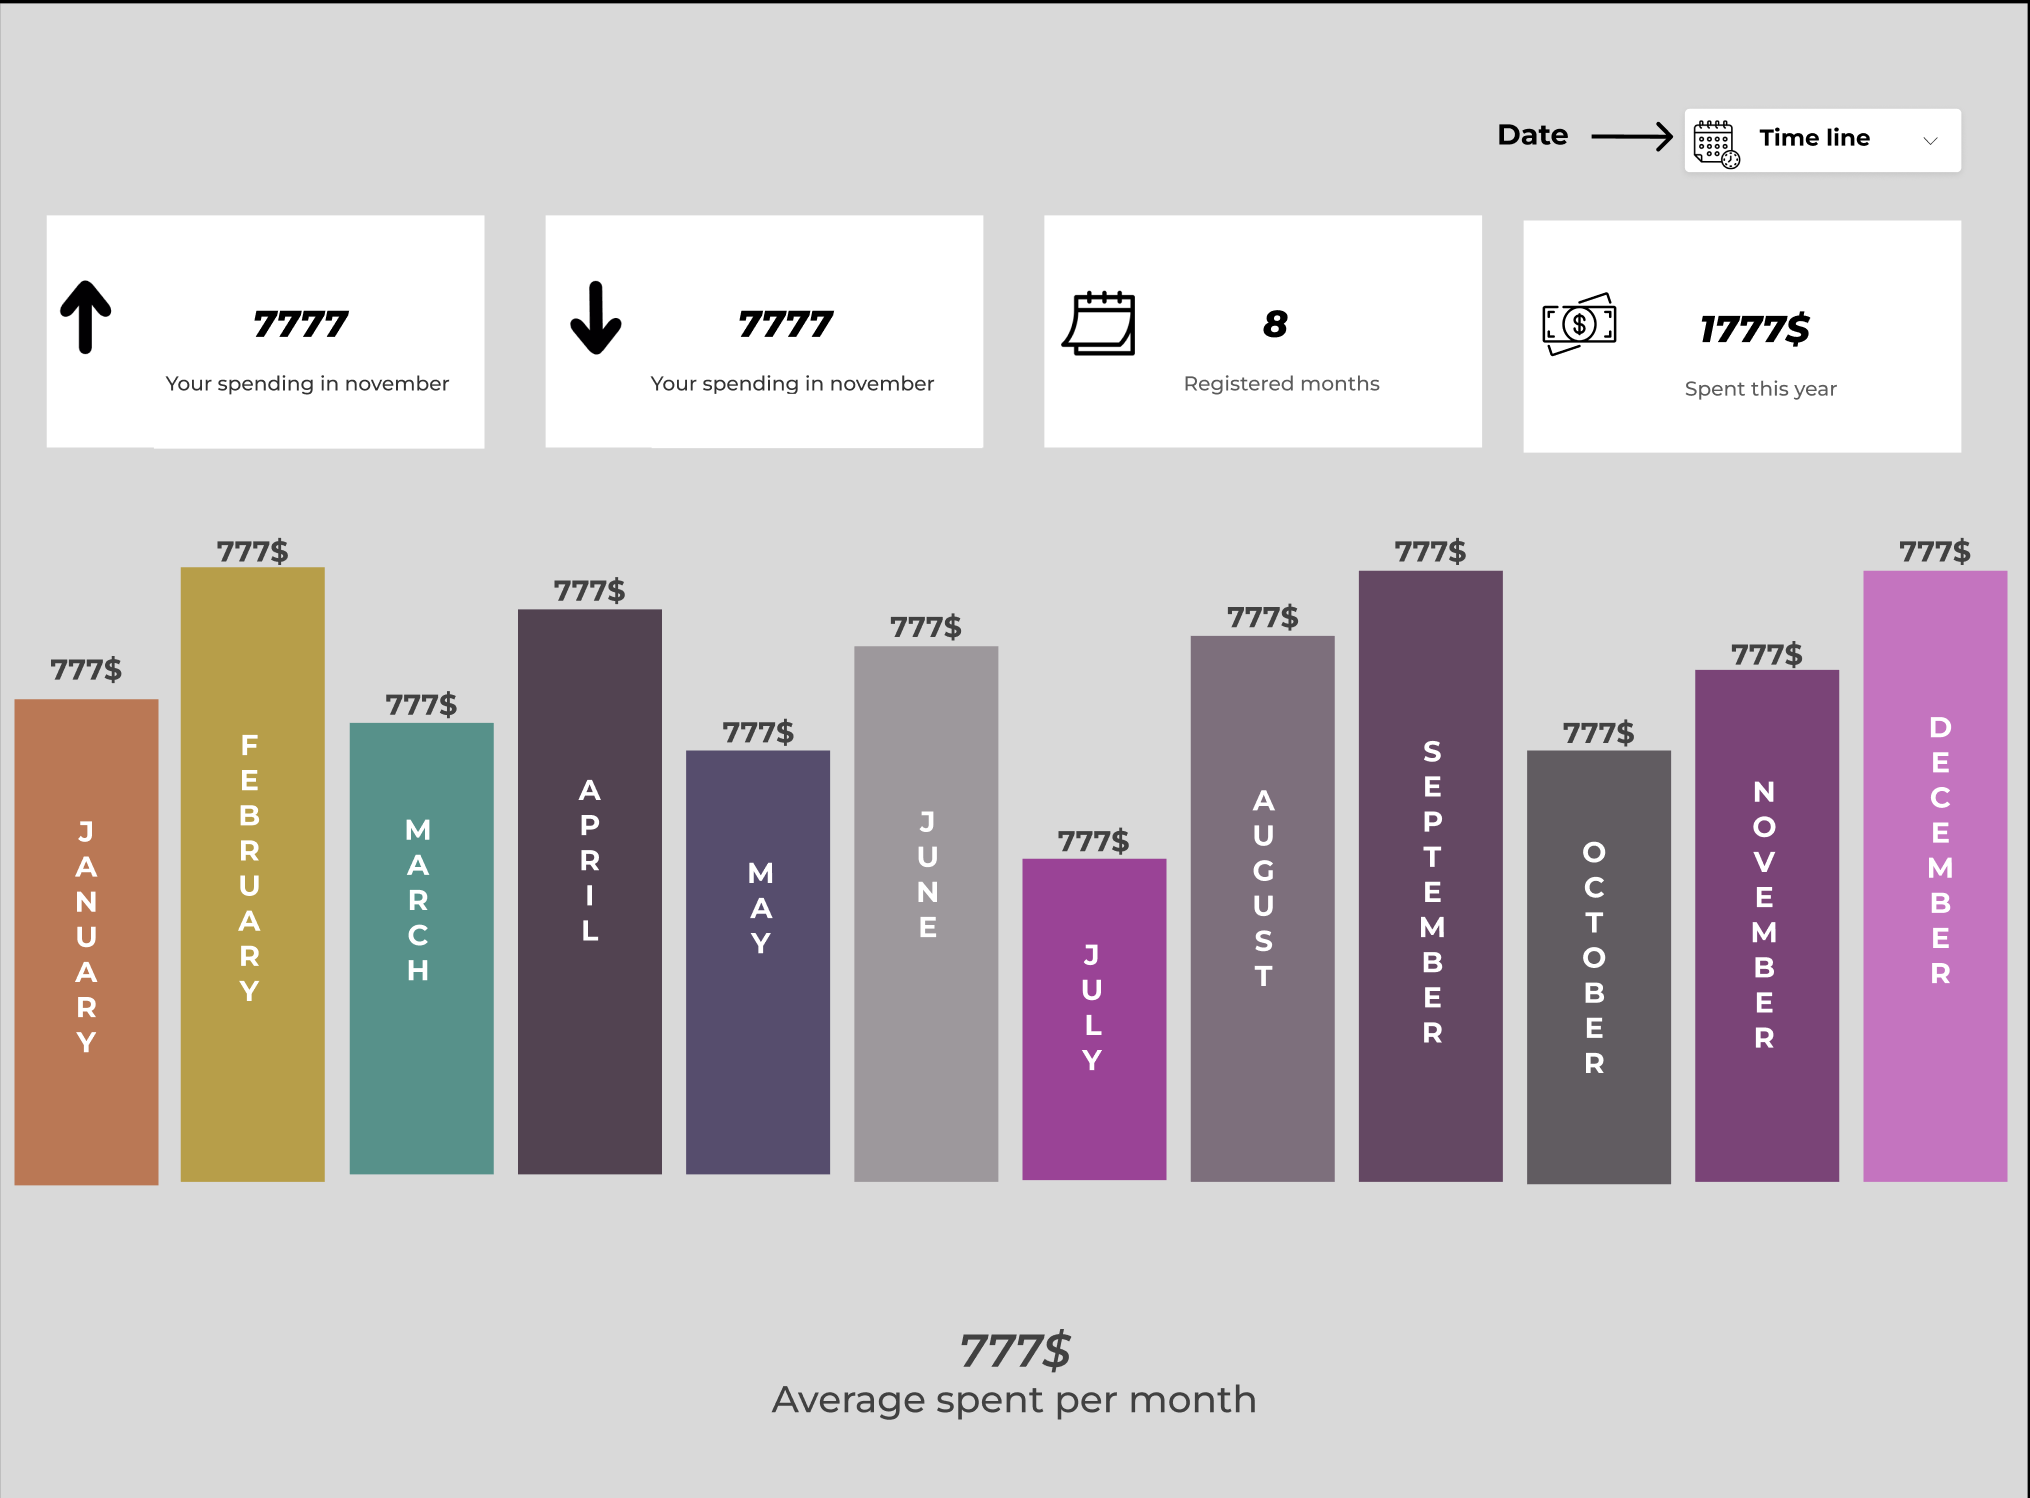 Date
Time line
7777
Your spending in november
7777
Your spending in november
8
Registered months
1777$
Spent this year
777$
JANUARY
777$
FEBRUARY
777$
MARCH
777$
APRIL
777$
MAY
777$
JUNE
777$
JULY
777$
AUGUST
777$
SEPTEMBER
777$
OCTOBER
777$
NOVEMBER
777$
DECEMBER
777$
Average spent per month